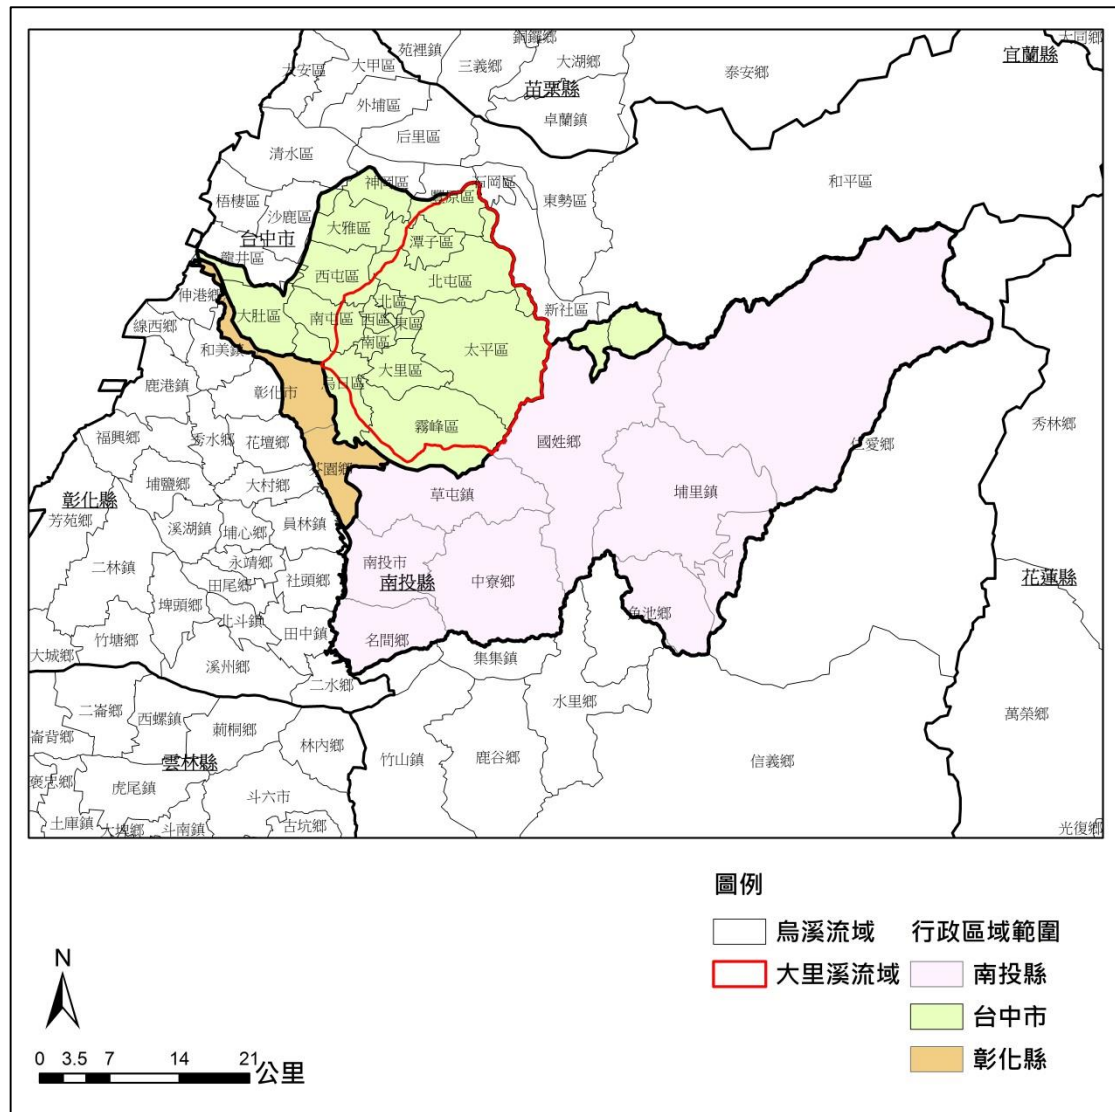 苑裡鎮
銅鑼鄉
大湖鄉
大同鄉
大安區
大甲區
三義鄉
泰安鄉
宜蘭縣
苗栗縣
外埔區
卓蘭鎮
后里區
清水區
神岡區
石岡區
和平區
豐原區
東勢區
梧棲區
沙鹿區
大雅區
潭子區
台中市
龍井區
西屯區
北屯區
伸港鄉
北區
新社區
大肚區
南屯區
西區
東區
線西鄉
南區
太平區
和美鎮
大里區
鹿港鎮
彰化市
烏日區
秀林鄉
福興鄉
秀水鄉
花壇鄉
霧峰區
國姓鄉
仁愛鄉
芬園鄉
埔鹽鄉
大村鄉
草屯鎮
埔里鎮
彰化縣
芳苑鄉
溪湖鎮
埔心鄉
員林鎮
二林鎮
永靖鄉
南投市
田尾鄉
社頭鄉
南投縣
中寮鄉
花蓮縣
埤頭鄉
北斗鎮
魚池鄉
竹塘鄉
田中鎮
名間鄉
大城鄉
溪州鄉
集集鎮
二水鄉
水里鄉
二崙鄉
西螺鎮
莿桐鄉
萬榮鄉
崙背鄉
林內鄉
雲林縣
竹山鎮
鹿谷鄉
信義鄉
褒忠鄉
虎尾鎮
斗六市
土庫鎮
大埤鄉
斗南鎮
古坑鄉
光復鄉
圖例
烏溪流域
行政區域範圍
大里溪流域
南投縣
台中市
彰化縣
N
0 3.5 7 14 21
公里